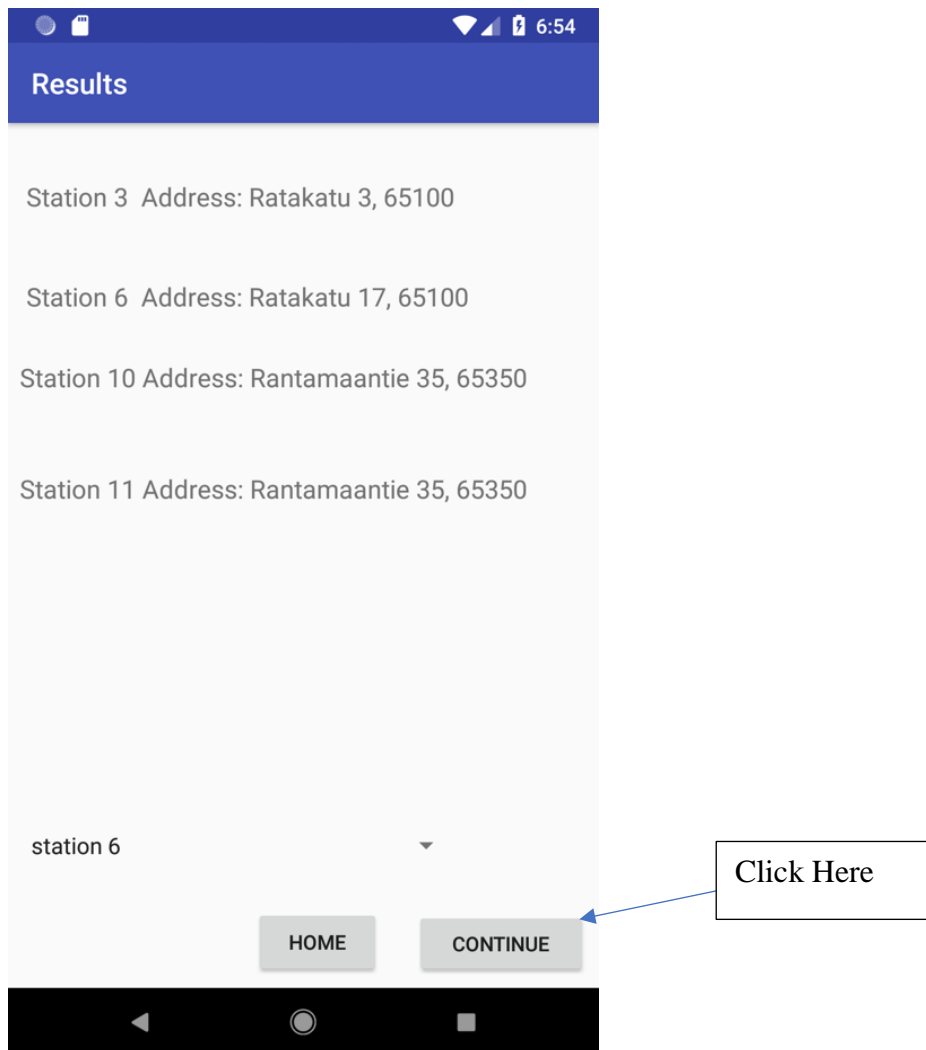 6:54
Results
Station 3 Address: Ratakatu 3, 65100
Station 6 Address: Ratakatu 17, 65100
Station 10 Address: Rantamaantie 35, 65350
Station 11 Address: Rantamaantie 35, 65350
station 6
Click Here
HOME CONTINUE